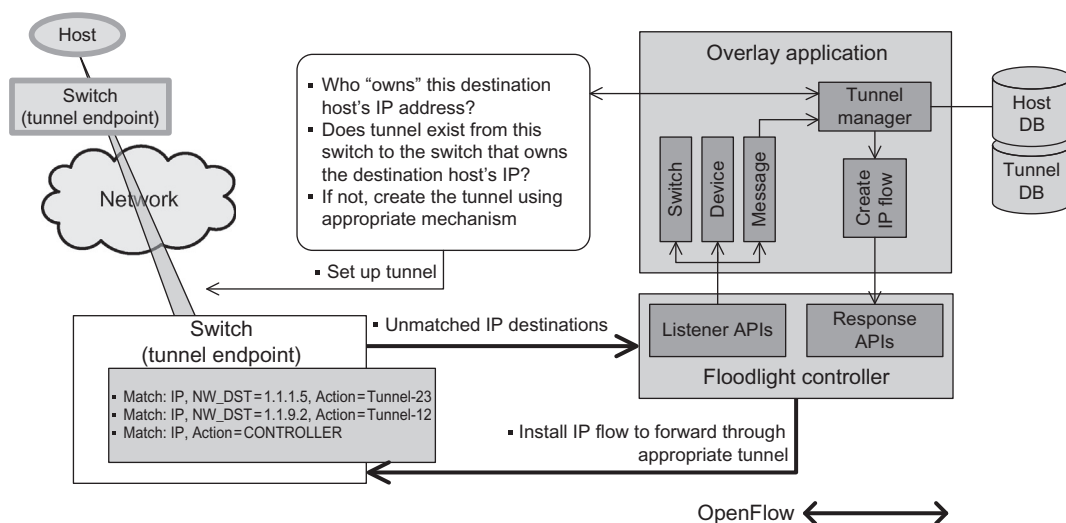 Host
Switch
(tunnel endpoint)
Network
▪ Who “owns” this destination
host’s IP address?
▪ Does tunnel exist from this
switch to the switch that owns
the destination host’s IP?
▪ If not, create the tunnel using
appropriate mechanism
▪ Set up tunnel
Overlay application
Tunnel
manager
Switch
Device
Message
Create
IP flow
Host
DB
Tunnel
DB
Switch
(tunnel endpoint)
▪ Match: IP, NW_DST=1.1.1.5, Action=Tunnel-23
▪ Match: IP, NW_DST=1.1.9.2, Action=Tunnel-12
▪ Match: IP, Action=CONTROLLER
▪ Unmatched IP destinations
Listener APIs
Response
APIs
Floodlight controller
▪ Install IP flow to forward through
appropriate tunnel
OpenFlow